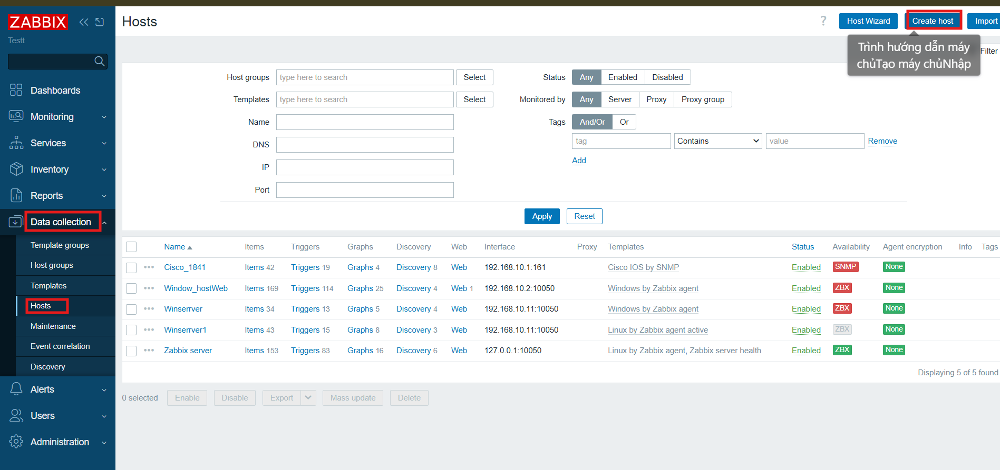 ZABBIX
Testt
Dashboards
Monitoring
Services
Inventory
Reports
Data collection
Template groups
Host groups
Templates
Hosts
Maintenance
Event correlation
Discovery
Alerts
Users
Administration
Hosts
? Host Wizard Create host Import
Trình hướng dẫn máy
chủTạo máy chủNhập
Filter
Host groups type here to search Select
Templates type here to search Select
Name
DNS
IP
Port
Status Any Enabled Disabled
Monitored by Any Server Proxy Proxy group
Tags And/Or Or
tag Contains value Remove
Add
Apply Reset
Name Items Triggers Graphs Discovery Web Interface Proxy Templates Status Availability Agent encryption Info Tags
Cisco_1841 Items 42 Triggers 19 Graphs 4 Discovery 8 Web 192.168.10.1:161 Cisco IOS by SNMP Enabled SNMP None
Window_hostWeb Items 169 Triggers 114 Graphs 25 Discovery 4 Web 1 192.168.10.2:10050 Windows by Zabbix agent Enabled ZBX None
Winserrver Items 34 Triggers 13 Graphs 5 Discovery 4 Web 192.168.10.11:10050 Windows by Zabbix agent Enabled ZBX None
Winserrver1 Items 43 Triggers 15 Graphs 8 Discovery 3 Web 192.168.10.11:10050 Linux by Zabbix agent active Enabled ZBX None
Zabbix server Items 153 Triggers 83 Graphs 16 Discovery 6 Web 127.0.0.1:10050 Linux by Zabbix agent, Zabbix server health Enabled ZBX None
Displaying 5 of 5 found
0 selected Enable Disable Export Mass update Delete